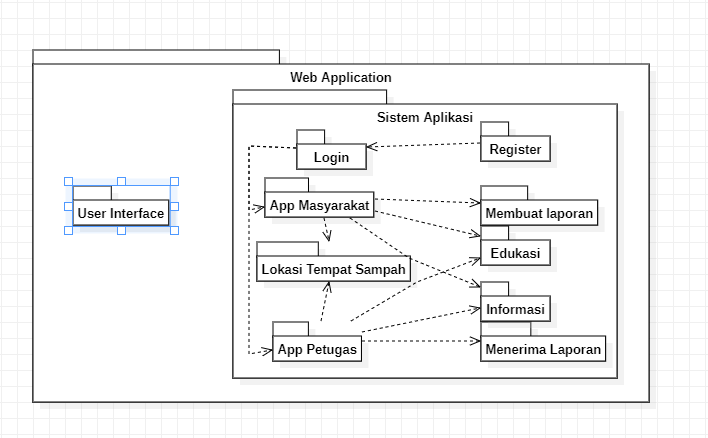 Web Application
Sistem Aplikasi
Login
Register
App Masyarakat
User Interface
Membuat laporan
Edukasi
Lokasi Tempat Sampah
Informasi
App Petugas
Menerima Laporan